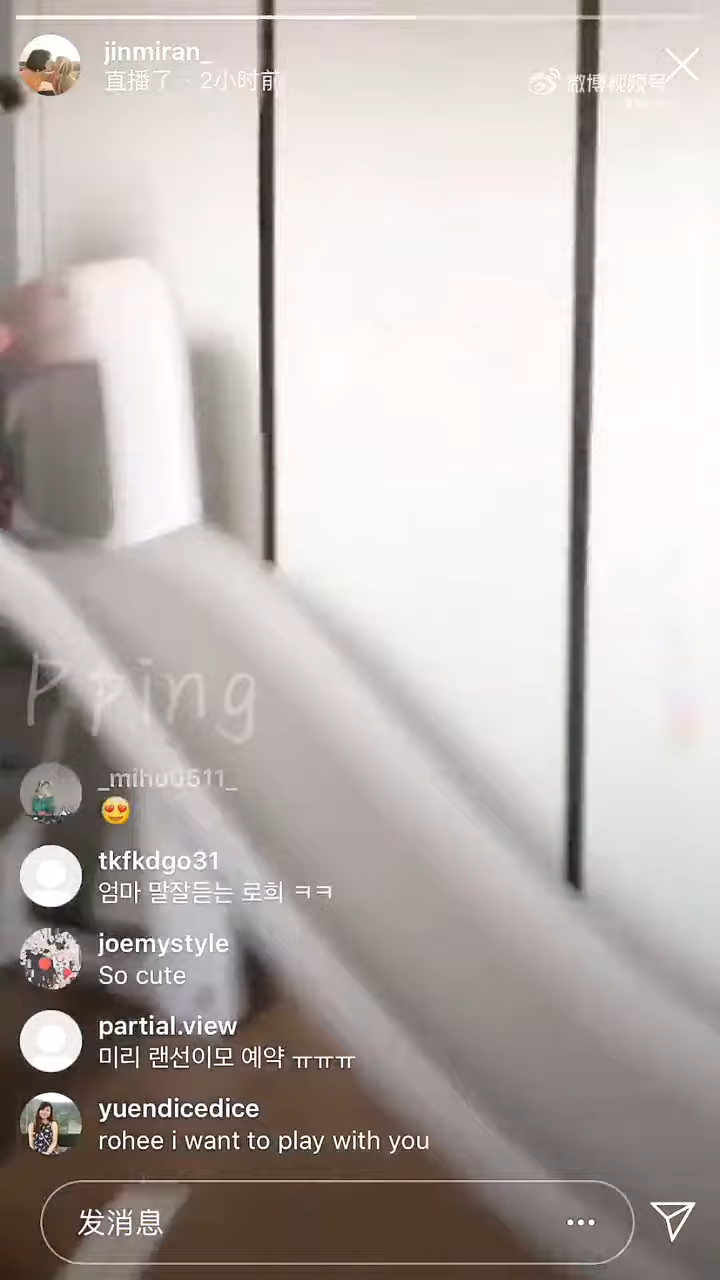 jinmiran_
直播了 · 2小时前
微博视频号
Pping
_mihu0511_
tkfkdgo31
엄마 말잘듣는 로희 ㅋㅋ
joemystyle
So cute
partial.view
미리 랜선이모 예약 ㅠㅠㅠ
yuendicedice
rohee i want to play with you
发消息